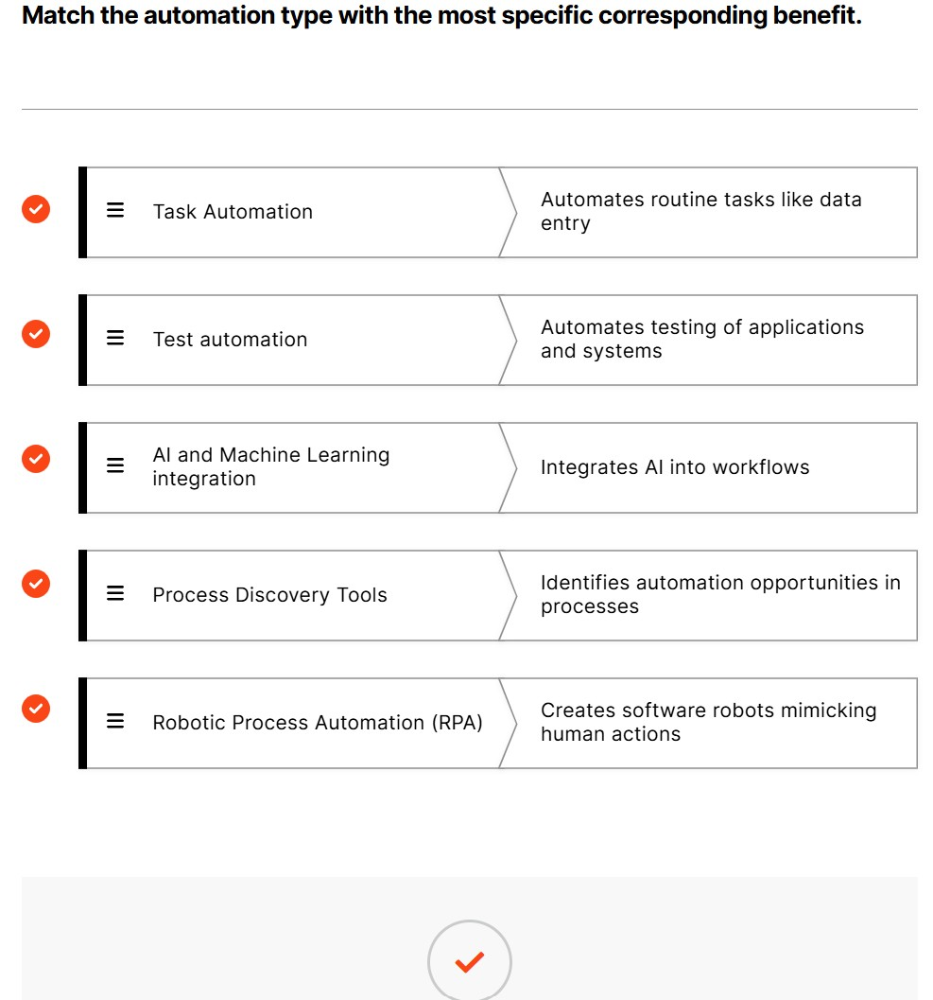 Match the automation type with the most specific corresponding benefit.
Task Automation
Automates routine tasks like data
entry
Test automation
Automates testing of applications
and systems
AI and Machine Learning
integration
Integrates AI into workflows
Process Discovery Tools
Identifies automation opportunities in
processes
Robotic Process Automation (RPA)
Creates software robots mimicking
human actions